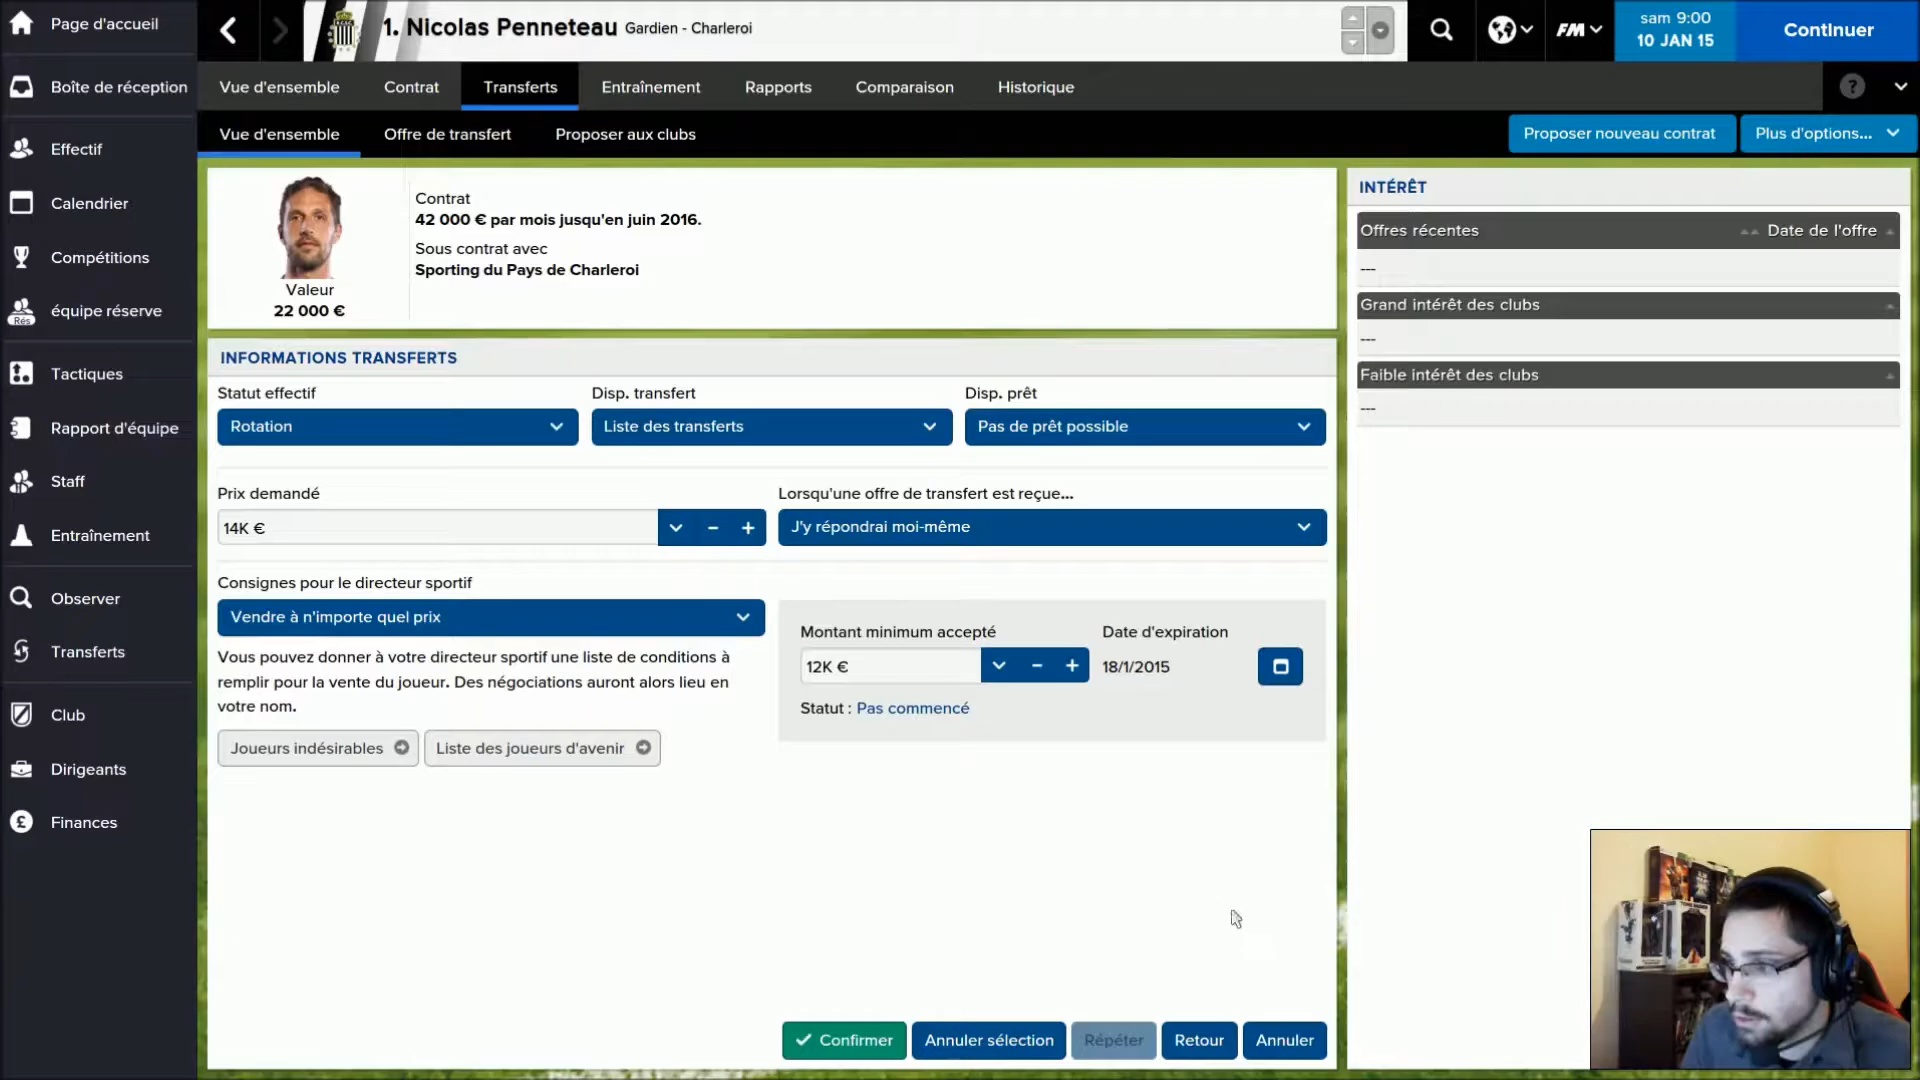 Page d'accueil
1. Nicolas Penneteau Gardien - Charleroi
FM
sam 9:00
10 JAN 15
Continuer
Boîte de réception
Vue d'ensemble
Contrat
Transferts
Entraînement
Rapports
Comparaison
Historique
?
Vue d'ensemble
Offre de transfert
Proposer aux clubs
Proposer nouveau contrat
Plus d'options...
Effectif
Calendrier
Compétitions
équipe réserve
Rés
Tactiques
Rapport d'équipe
Staff
Entraînement
Observer
Transferts
Club
Dirigeants
Finances
Valeur
22 000 €
Contrat
42 000 € par mois jusqu'en juin 2016.
Sous contrat avec
Sporting du Pays de Charleroi
INFORMATIONS TRANSFERTS
Statut effectif
Rotation
Disp. transfert
Liste des transferts
Disp. prêt
Pas de prêt possible
Prix demandé
14K €
Lorsqu'une offre de transfert est reçue...
J'y répondrai moi-même
Consignes pour le directeur sportif
Vendre à n'importe quel prix
Vous pouvez donner à votre directeur sportif une liste de conditions à
remplir pour la vente du joueur. Des négociations auront alors lieu en
votre nom.
Joueurs indésirables
Liste des joueurs d'avenir
Montant minimum accepté
12K €
Date d'expiration
18/1/2015
Statut : Pas commencé
Confirmer
Annuler sélection
Répéter
Retour
Annuler
INTÉRÊT
Offres récentes
Date de l'offre
---
Grand intérêt des clubs
---
Faible intérêt des clubs
---